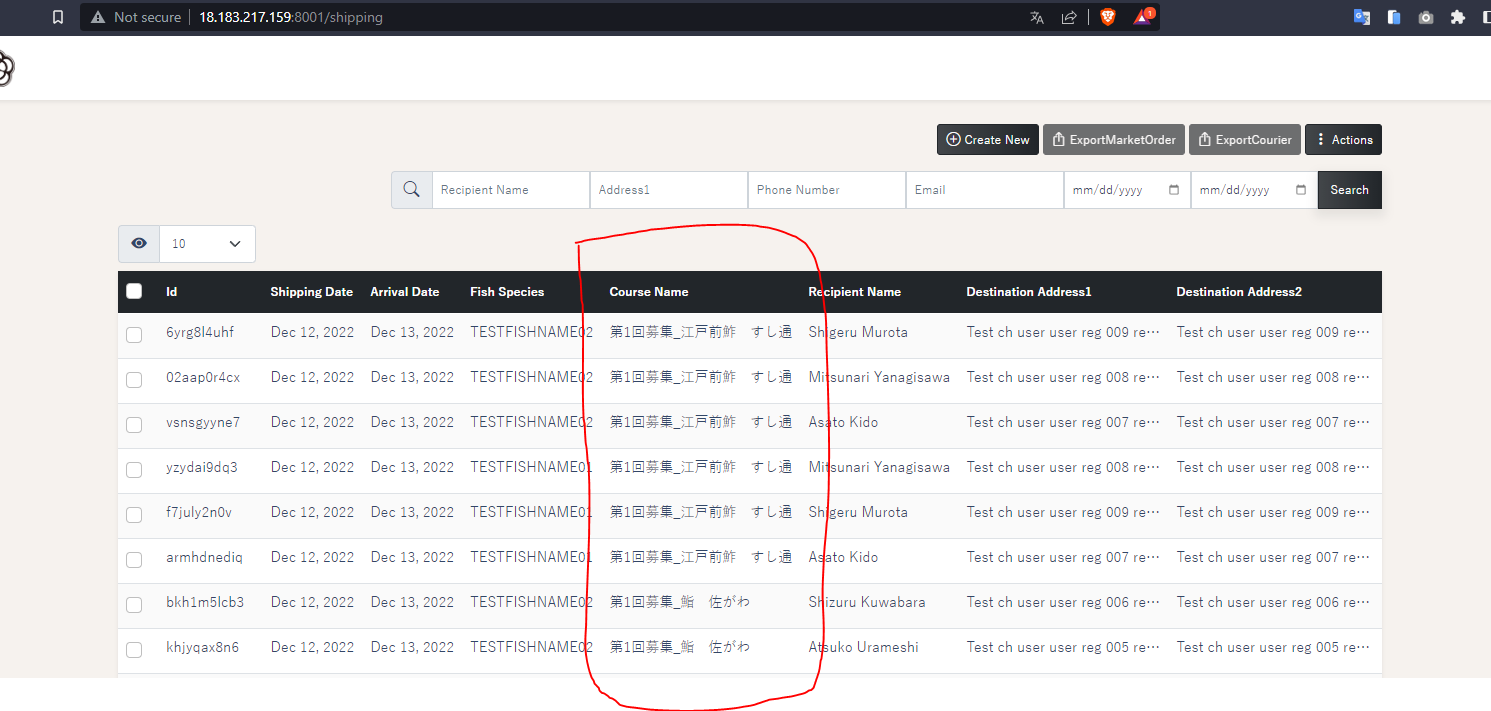 Not secure 18.183.217.159:8001/shipping 1
Create New ExportMarketOrder ExportCourier Actions
Recipient Name Address1 Phone Number Email mm/dd/yyyy mm/dd/yyyy Search
10
Id Shipping Date Arrival Date Fish Species Course Name Recipient Name Destination Address1 Destination Address2
6yrg8l4uhf Dec 12, 2022 Dec 13, 2022 TESTFISHNAME02 第1回募集_江戸前鮓　すし通 Shigeru Murota Test ch user user reg 009 re… Test ch user user reg 009 re…
02aap0r4cx Dec 12, 2022 Dec 13, 2022 TESTFISHNAME02 第1回募集_江戸前鮓　すし通 Mitsunari Yanagisawa Test ch user user reg 008 re… Test ch user user reg 008 re…
vsnsgyyne7 Dec 12, 2022 Dec 13, 2022 TESTFISHNAME02 第1回募集_江戸前鮓　すし通 Asato Kido Test ch user user reg 007 re… Test ch user user reg 007 re…
yzydai9dq3 Dec 12, 2022 Dec 13, 2022 TESTFISHNAME01 第1回募集_江戸前鮓　すし通 Mitsunari Yanagisawa Test ch user user reg 008 re… Test ch user user reg 008 re…
f7july2n0v Dec 12, 2022 Dec 13, 2022 TESTFISHNAME01 第1回募集_江戸前鮓　すし通 Shigeru Murota Test ch user user reg 009 re… Test ch user user reg 009 re…
armhdnediq Dec 12, 2022 Dec 13, 2022 TESTFISHNAME01 第1回募集_江戸前鮓　すし通 Asato Kido Test ch user user reg 007 re… Test ch user user reg 007 re…
bkh1m5lcb3 Dec 12, 2022 Dec 13, 2022 TESTFISHNAME02 第1回募集_鮨　佐がわ Shizuru Kuwabara Test ch user user reg 006 re… Test ch user user reg 006 re…
khjyqax8n6 Dec 12, 2022 Dec 13, 2022 TESTFISHNAME02 第1回募集_鮨　佐がわ Atsuko Urameshi Test ch user user reg 005 re… Test ch user user reg 005 re…